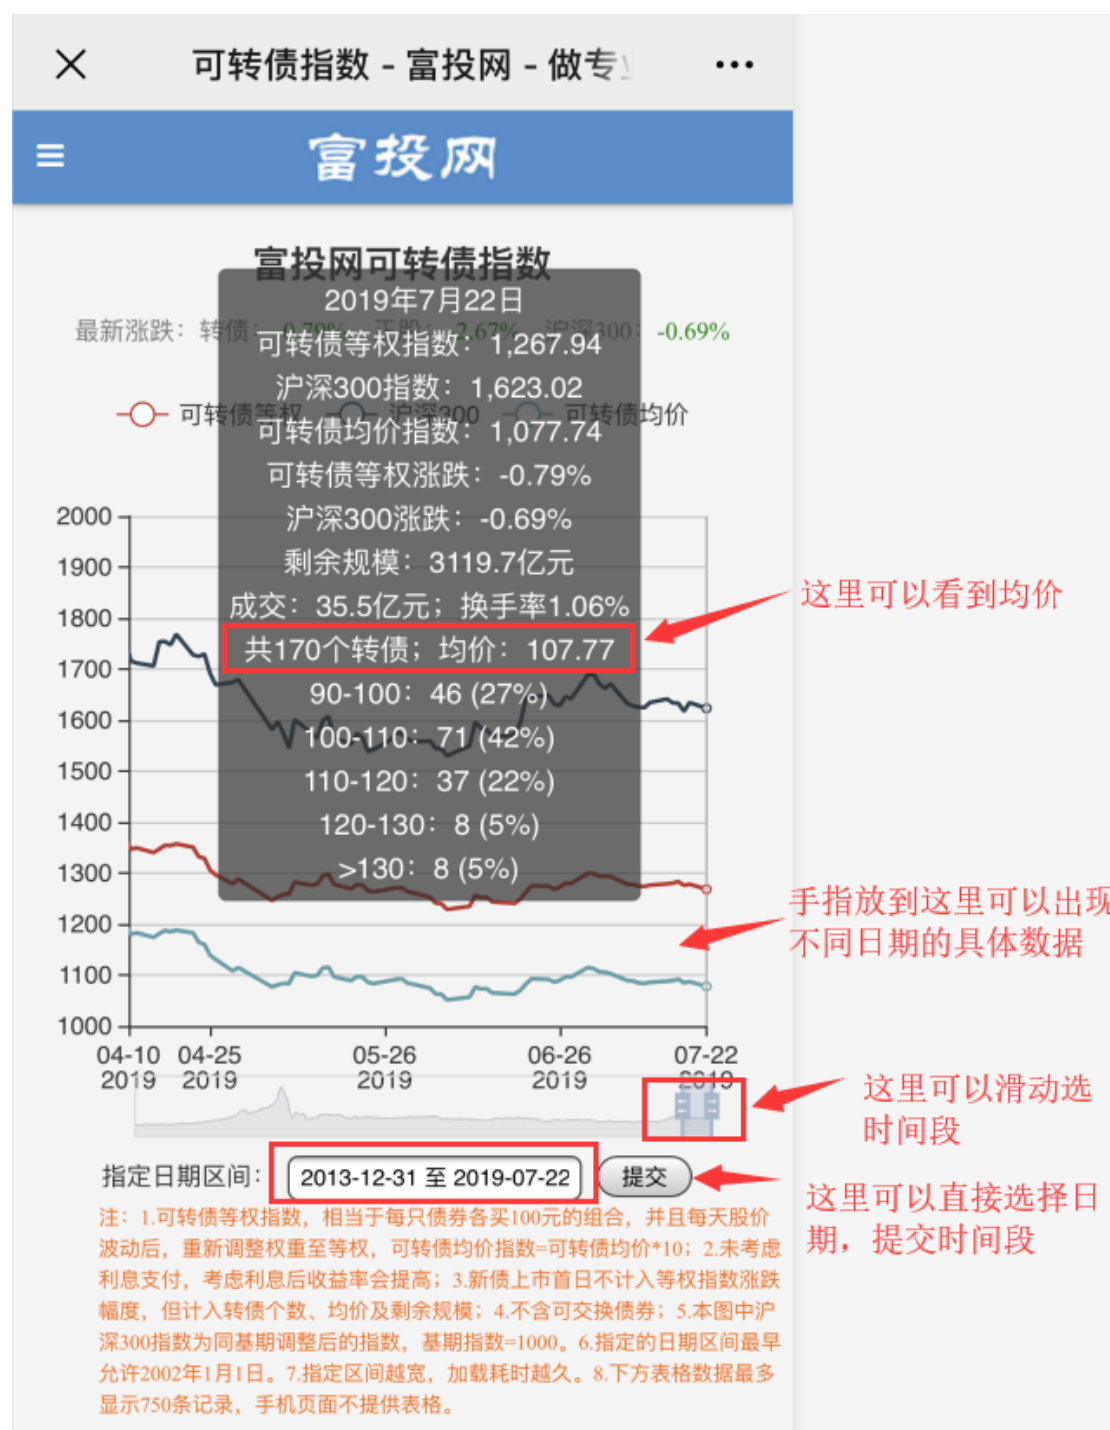 可转债指数 - 富投网 - 做专
富投网
富投网可转债指数
2019年7月22日
最新涨跌：转债：-0.79% 正股：-2.67% 沪深300：-0.69%
可转债等权指数：1,267.94
沪深300指数：1,623.02
可转债等权 沪深300 可转债均价
可转债均价指数：1,077.74
可转债等权涨跌：-0.79%
沪深300涨跌：-0.69%
剩余规模：3119.7亿元
成交：35.5亿元；换手率1.06%
共170个转债；均价：107.77
90-100：46 (27%)
100-110：71 (42%)
110-120：37 (22%)
120-130：8 (5%)
>130：8 (5%)
这里可以看到均价
2000
1900
1800
1700
1600
1500
1400
1300
1200
1100
1000
手指放到这里可以出现
不同日期的具体数据
04-10 04-25 05-26 06-26 07-22
2019 2019 2019 2019 2019
这里可以滑动选
时间段
指定日期区间： 2013-12-31 至 2019-07-22 提交
这里可以直接选择日
期，提交时间段
注：1.可转债等权指数，相当于每只债券各买100元的组合，并且每天股价
波动后，重新调整权重至等权，可转债均价指数=可转债均价*10；2.未考虑
利息支付，考虑利息后收益率会提高；3.新债上市首日不计入等权指数涨跌
幅度，但计入转债个数、均价及剩余规模；4.不含可交换债券；5.本图中沪
深300指数为同基期调整后的指数，基期指数=1000。6.指定的日期区间最早
允许2002年1月1日。7.指定区间越宽，加载耗时越久。8.下方表格数据最多
显示750条记录，手机页面不提供表格。